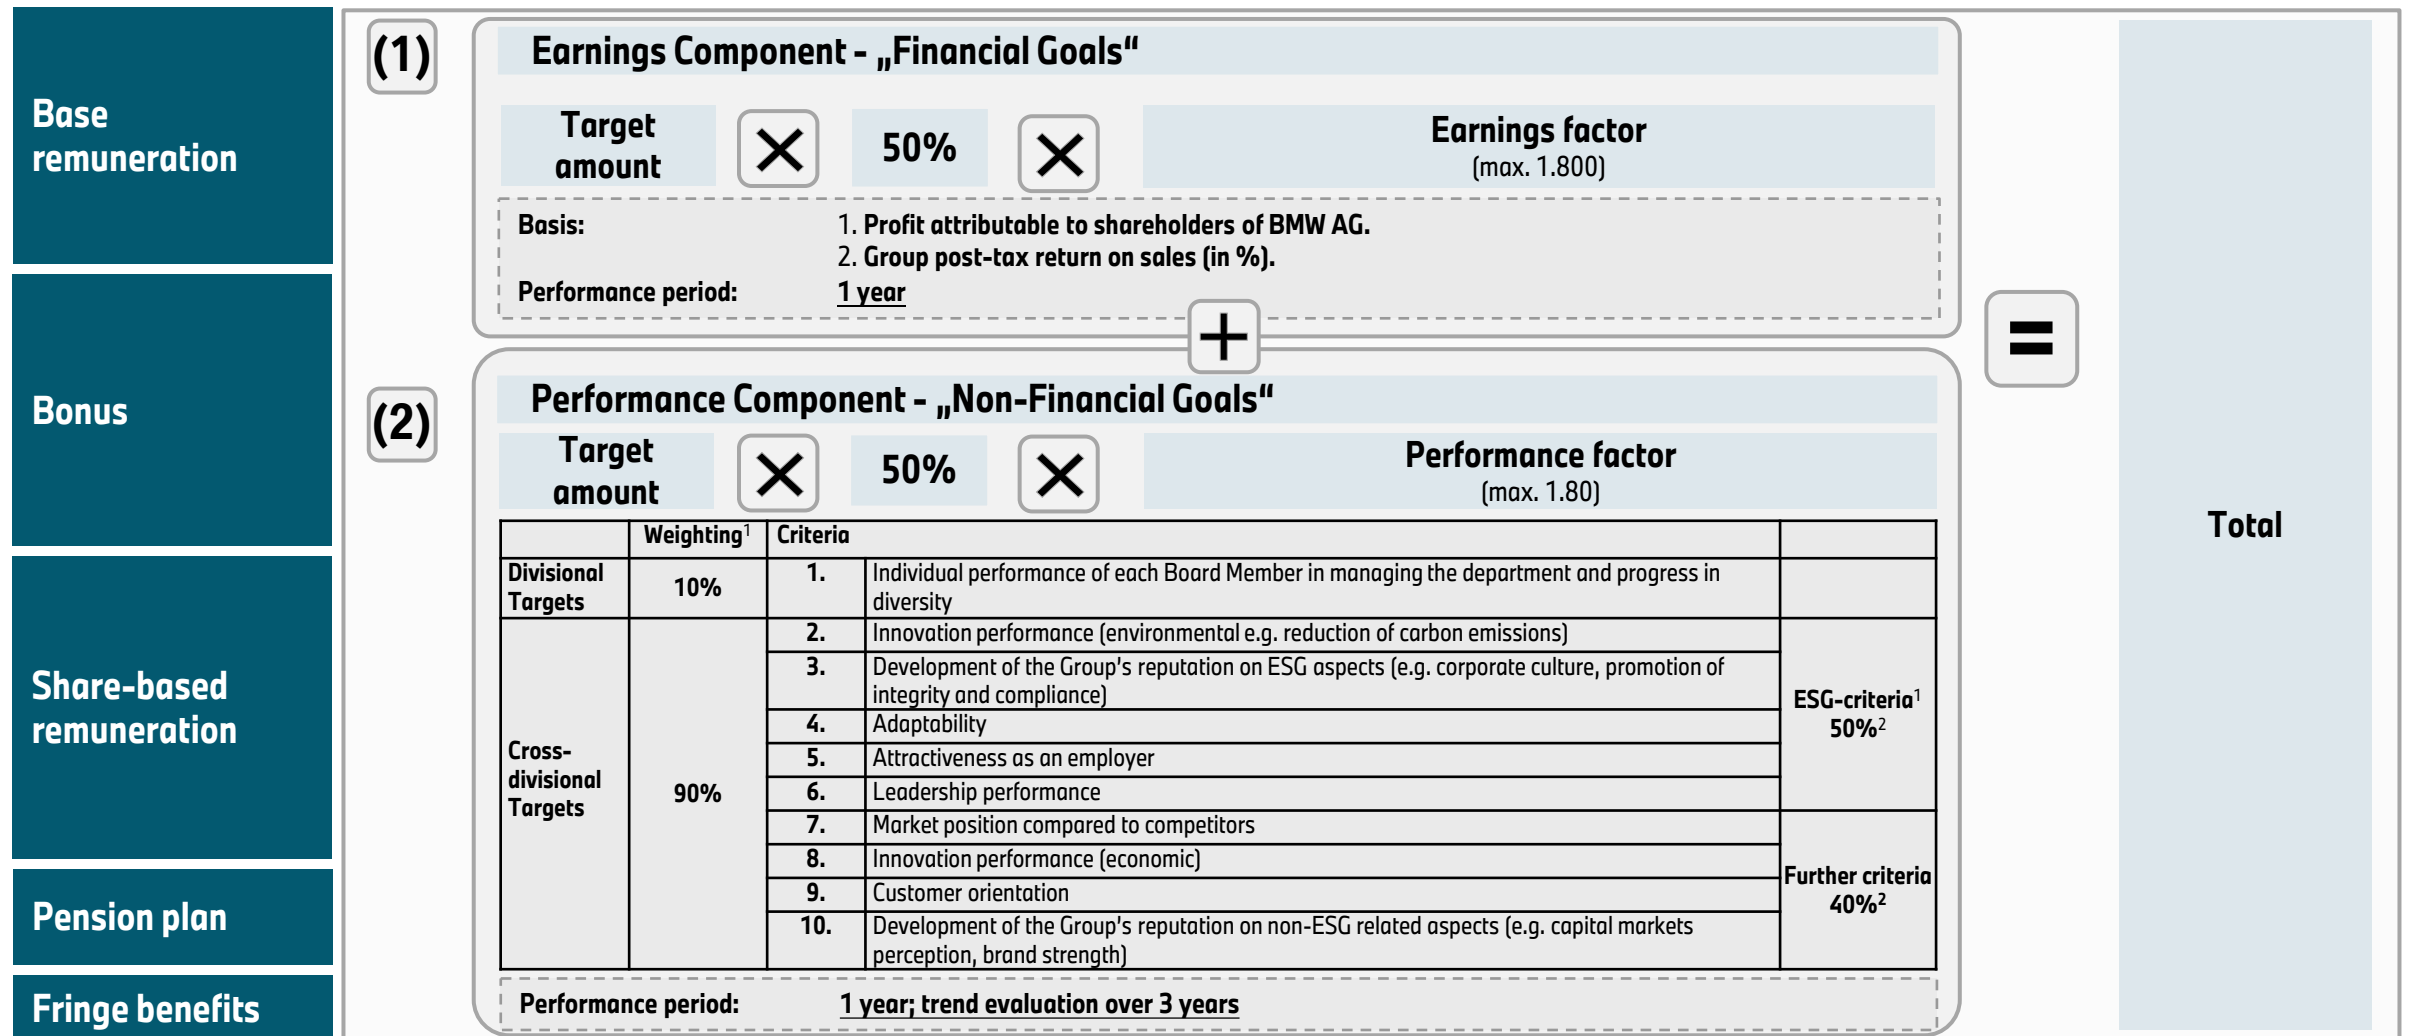 Base
remuneration
Bonus
Share-based
remuneration
Pension plan
Fringe benefits
(1)
Earnings Component - „Financial Goals“
Target
amount
×
50%
×
Earnings factor
(max. 1.800)
Basis: 1. Profit attributable to shareholders of BMW AG.
2. Group post-tax return on sales (in %).
Performance period: 1 year
+
(2)
Performance Component - „Non-Financial Goals“
Target
amount
×
50%
×
Performance factor
(max. 1.80)
Weighting¹ Criteria
Divisional
Targets
10%
1. Individual performance of each Board Member in managing the department and progress in
diversity
Cross-
divisional
Targets
90%
2. Innovation performance (environmental e.g. reduction of carbon emissions)
3. Development of the Group's reputation on ESG aspects (e.g. corporate culture, promotion of
integrity and compliance)
4. Adaptability
5. Attractiveness as an employer
6. Leadership performance
ESG-criteria¹
50%²
7. Market position compared to competitors
8. Innovation performance (economic)
9. Customer orientation
10. Development of the Group's reputation on non-ESG related aspects (e.g. capital markets
perception, brand strength)
Further criteria
40%²
Performance period: 1 year; trend evaluation over 3 years
=
Total